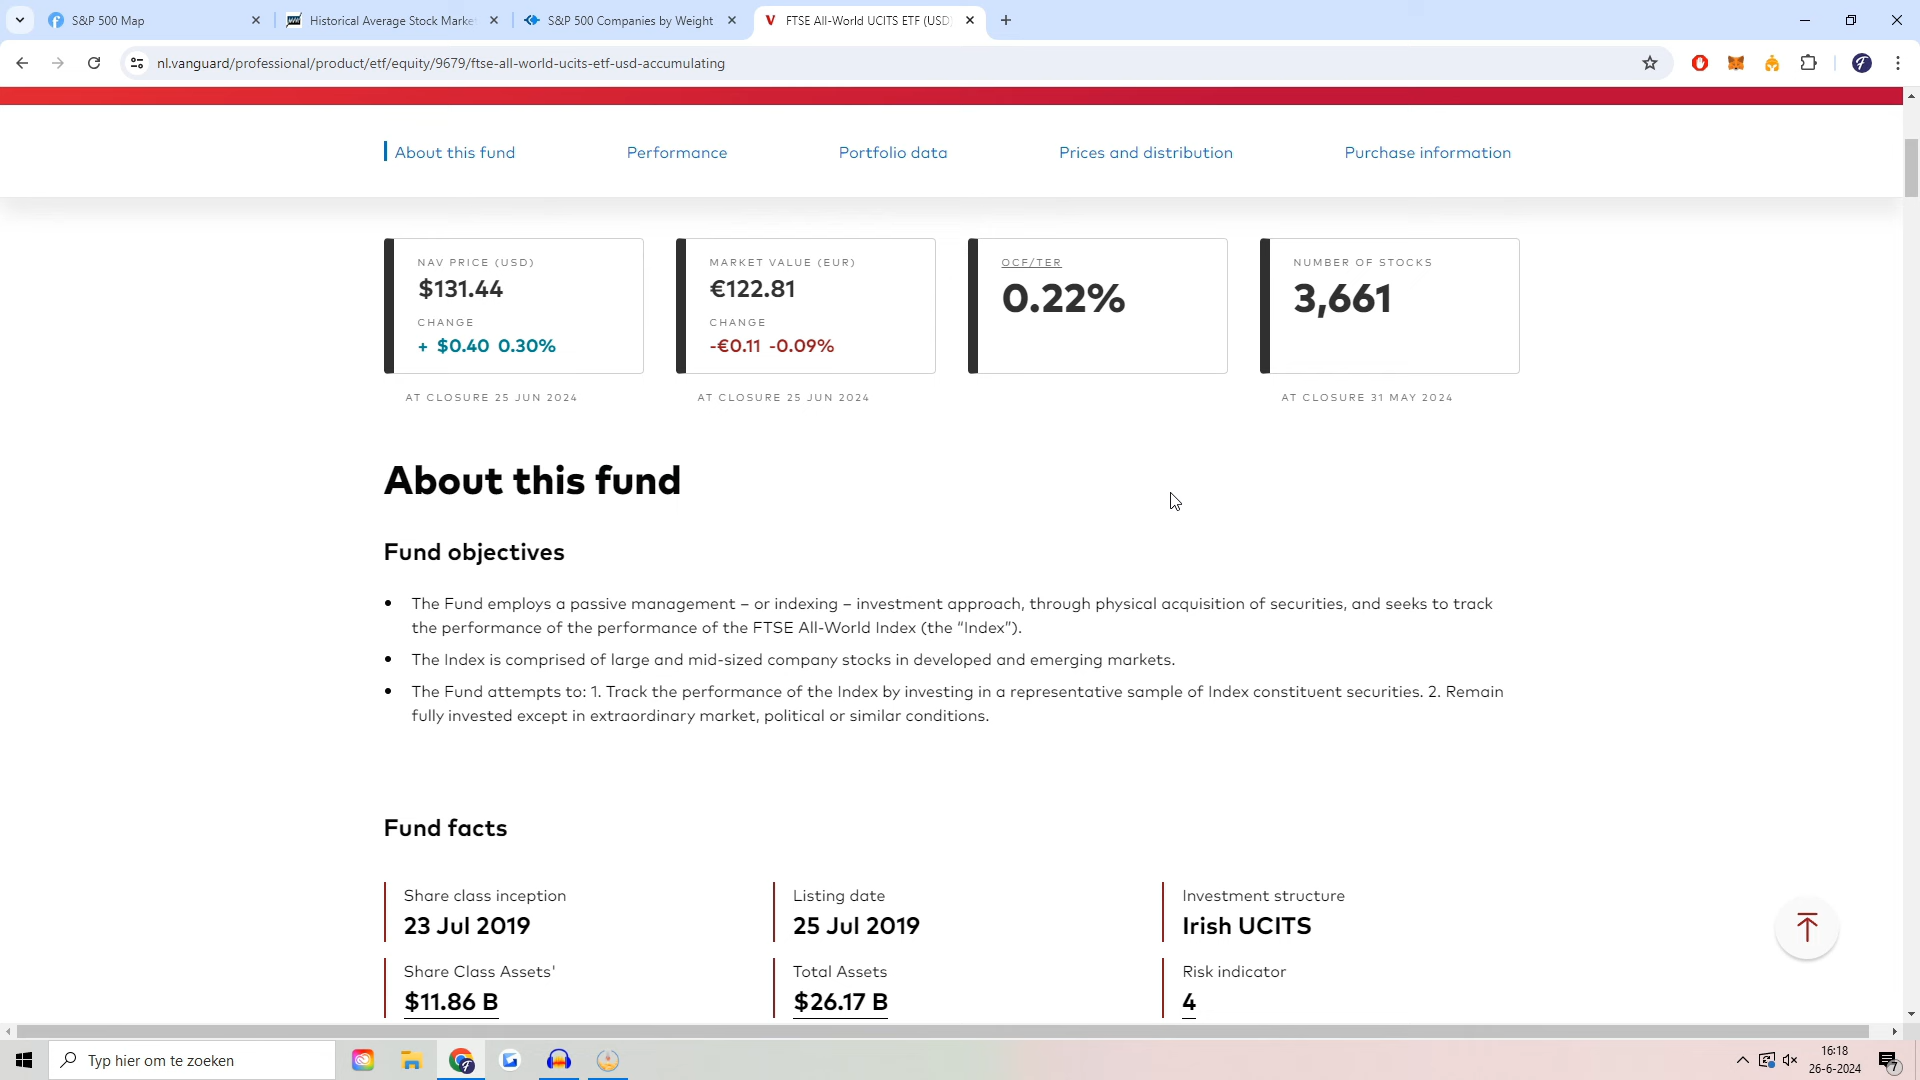 S&P 500 Map
Historical Average Stock Marke
S&P 500 Companies by Weight
FTSE All-World UCITS ETF (USD)
nl.vanguard/professional/product/etf/equity/9679/ftse-all-world-ucits-etf-usd-accumulating
About this fund
Performance
Portfolio data
Prices and distribution
Purchase information
NAV PRICE (USD)
$131.44
CHANGE
+ $0.40 0.30%
AT CLOSURE 25 JUN 2024
MARKET VALUE (EUR)
€122.81
CHANGE
-€0.11 -0.09%
AT CLOSURE 25 JUN 2024
OCF/TER
0.22%
NUMBER OF STOCKS
3,661
AT CLOSURE 31 MAY 2024
About this fund
Fund objectives
• The Fund employs a passive management – or indexing – investment approach, through physical acquisition of securities, and seeks to track
the performance of the performance of the FTSE All-World Index (the “Index”).
• The Index is comprised of large and mid-sized company stocks in developed and emerging markets.
• The Fund attempts to: 1. Track the performance of the Index by investing in a representative sample of Index constituent securities. 2. Remain
fully invested except in extraordinary market, political or similar conditions.
Fund facts
Share class inception
23 Jul 2019
Listing date
25 Jul 2019
Investment structure
Irish UCITS
Share Class Assets'
$11.86 B
Total Assets
$26.17 B
Risk indicator
4
Typ hier om te zoeken
16:18
26-6-2024
7